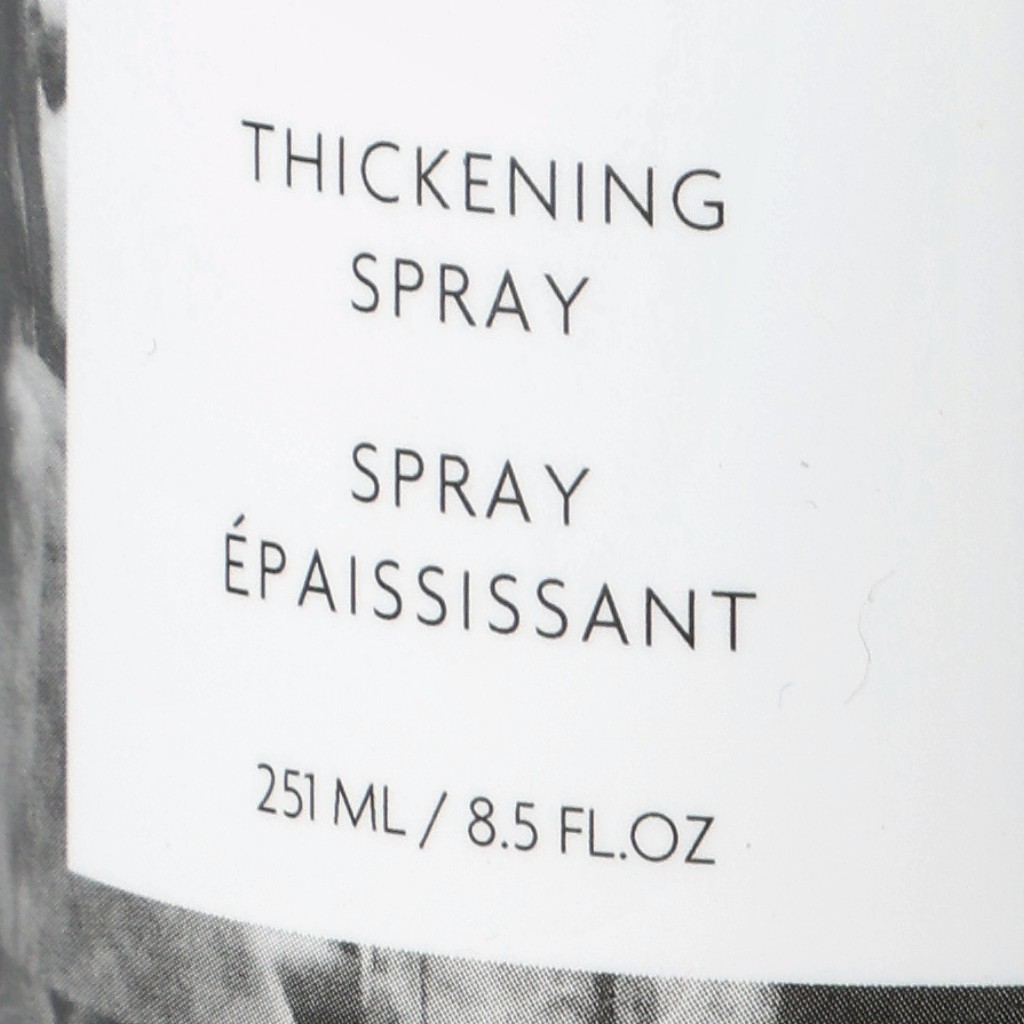 THICKENING
SPRAY
SPRAY
ÉPAISSISSANT
251 ML / 8.5 FL.OZ